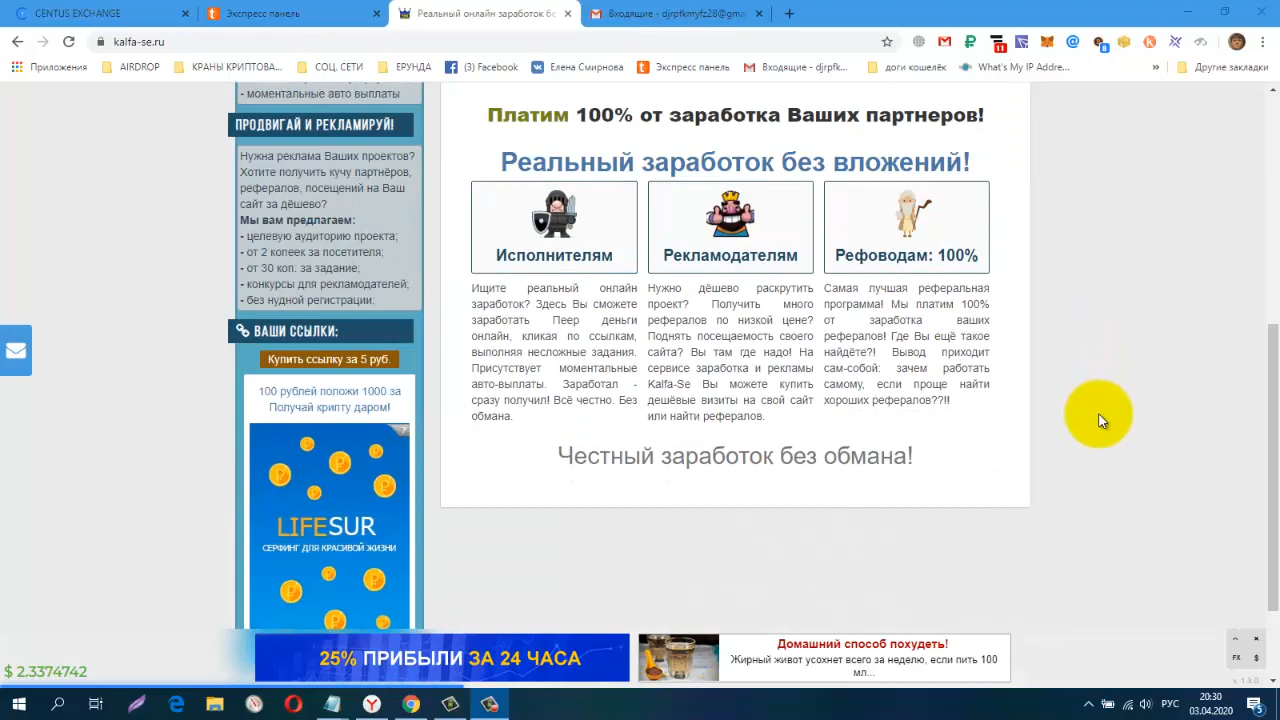 CENTUS EXCHANGE
Экспресс панель
Реальный онлайн заработок бе
Входящие - djrpfkmyfz28@gma
kalfa-se.ru
11
8
Приложения
AIRDROP
КРАНЫ КРИПТОВА...
СОЦ. СЕТИ
ЕРУНДА
(3) Facebook
Елена Смирнова
Экспресс панель
Входящие - djrpfk...
доги кошелёк
What's My IP Addre...
»
Другие закладки
- моментальные авто выплаты
ПРОДВИГАЙ И РЕКЛАМИРУЙ!
Нужна реклама Ваших проектов?
Хотите получить кучу партнёров,
рефералов, посещений на Ваш
сайт за дёшево?
Мы вам предлагаем:
- целевую аудиторию проекта;
- от 2 копеек за посетителя;
- от 30 коп. за задание;
- конкурсы для рекламодателей;
- без нудной регистрации;
ВАШИ ССЫЛКИ:
Купить ссылку за 5 руб.
100 рублей положи 1000 за
Получай крипту даром!
LIFESUR
СЕРФИНГ ДЛЯ КРАСИВОЙ ЖИЗНИ
Платим 100% от заработка Ваших партнеров!
Реальный заработок без вложений!
Исполнителям
Ищите реальный онлайн
заработок? Здесь Вы сможете
заработать Пеер деньги
онлайн, кликая по ссылкам,
выполняя несложные задания.
Присутствует моментальные
авто-выплаты. Заработал -
сразу получил! Всё честно. Без
обмана.
Рекламодателям
Нужно дёшево раскрутить
проект? Получить много
рефералов по низкой цене?
Поднять посещаемость своего
сайта? Вы там где надо! На
сервисе заработка и рекламы
Kalfa-Se Вы можете купить
дешёвые визиты на свой сайт
или найти рефералов.
Рефоводам: 100%
Самая лучшая реферальная
программа! Мы платим 100%
от заработка ваших
рефералов! Где Вы ещё такое
найдёте?! Вывод приходит
сам-собой: зачем работать
самому, если проще найти
хороших рефералов??!!
Честный заработок без обмана!
25% ПРИБЫЛИ ЗА 24 ЧАСА
Домашний способ похудеть!
Жирный живот усохнет всего за неделю, если пить 100
мл...
FX $
v 1.3.0
$ 2.3374742
РУС
20:30
03.04.2020
5